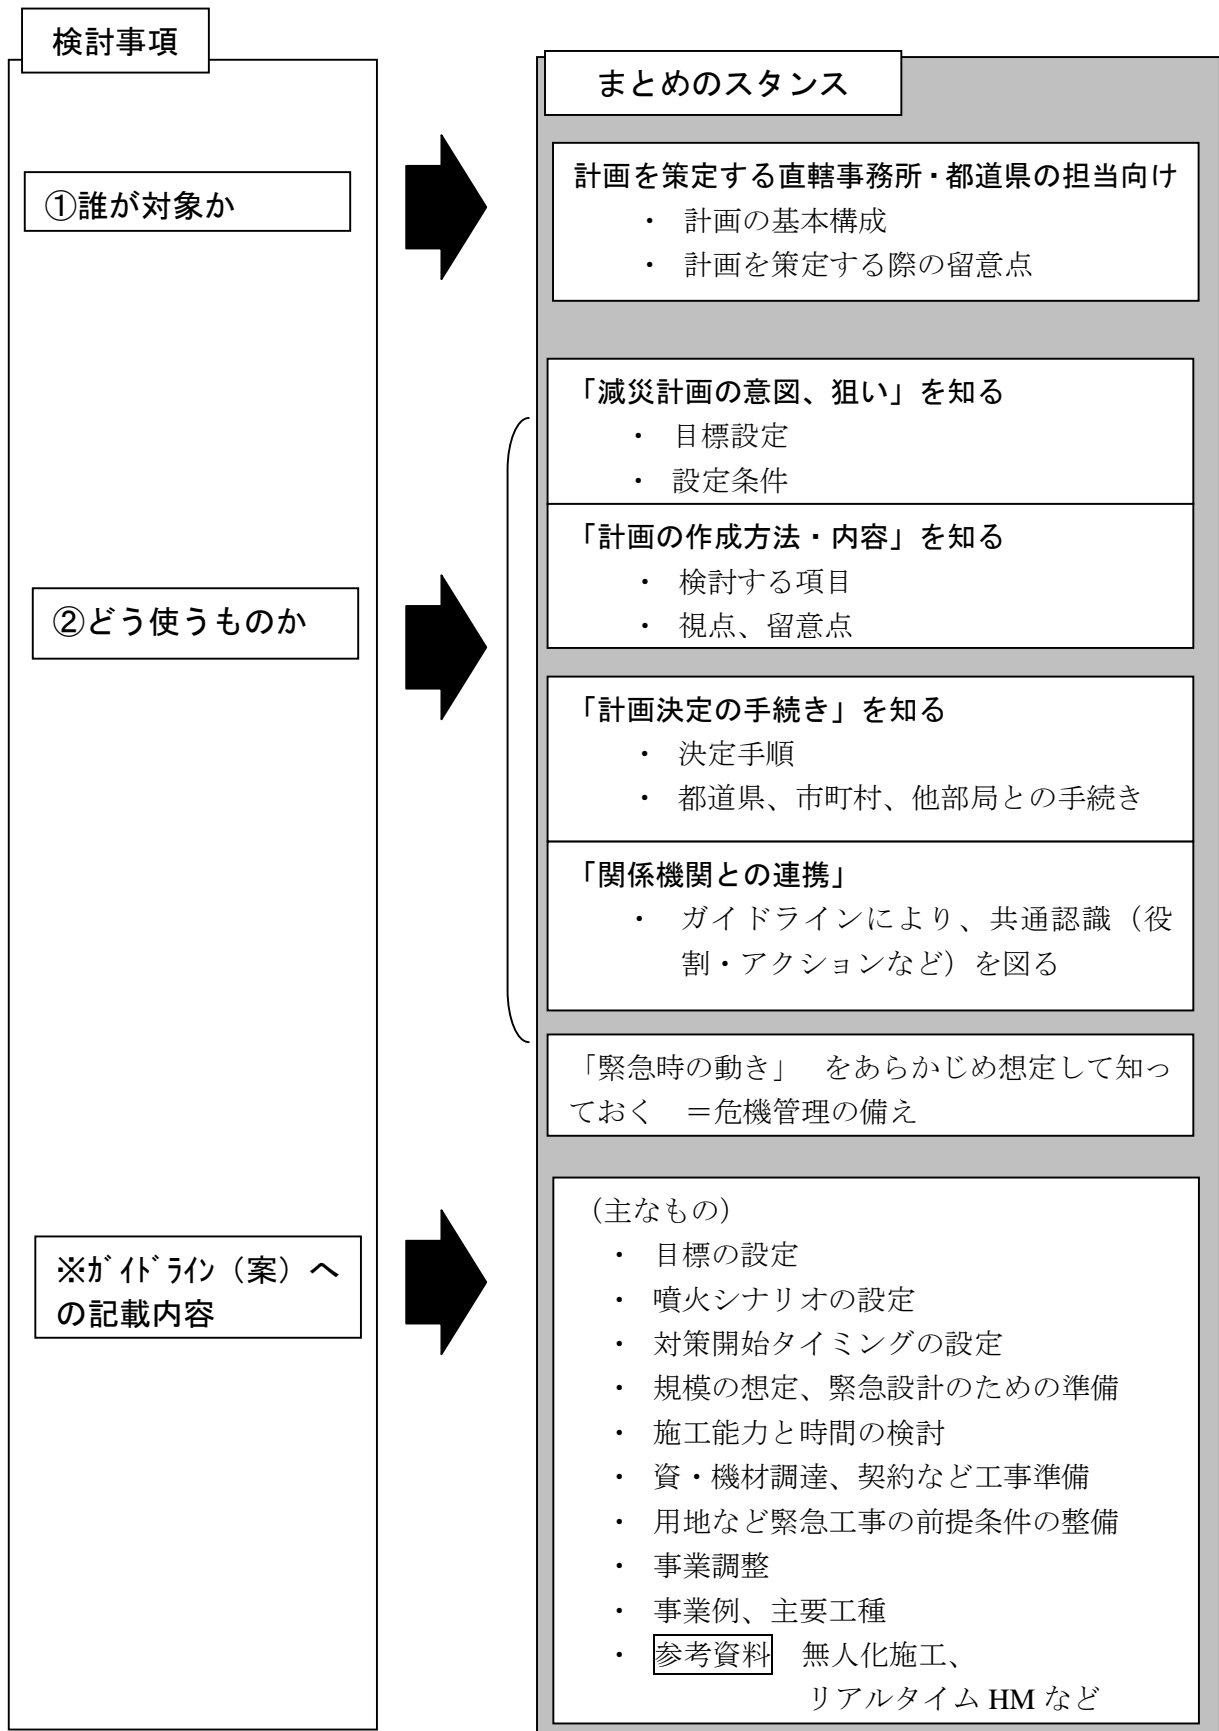 検討事項
まとめのスタンス
①誰が対象か
計画を策定する直轄事務所・都道県の担当向け
・ 計画の基本構成
・ 計画を策定する際の留意点
②どう使うものか
「減災計画の意図、狙い」を知る
・ 目標設定
・ 設定条件
「計画の作成方法・内容」を知る
・ 検討する項目
・ 視点、留意点
「計画決定の手続き」を知る
・ 決定手順
・ 都道県、市町村、他部局との手続き
「関係機関との連携」
・ ガイドラインにより、共通認識（役
割・アクションなど）を図る
「緊急時の動き」 をあらかじめ想定して知っ
ておく ＝危機管理の備え
※ｶﾞｲﾄﾞﾗｲﾝ（案）へ
の記載内容
（主なもの）
・ 目標の設定
・ 噴火シナリオの設定
・ 対策開始タイミングの設定
・ 規模の想定、緊急設計のための準備
・ 施工能力と時間の検討
・ 資・機材調達、契約など工事準備
・ 用地など緊急工事の前提条件の整備
・ 事業調整
・ 事業例、主要工種
・ 参考資料 無人化施工、
リアルタイム HM など